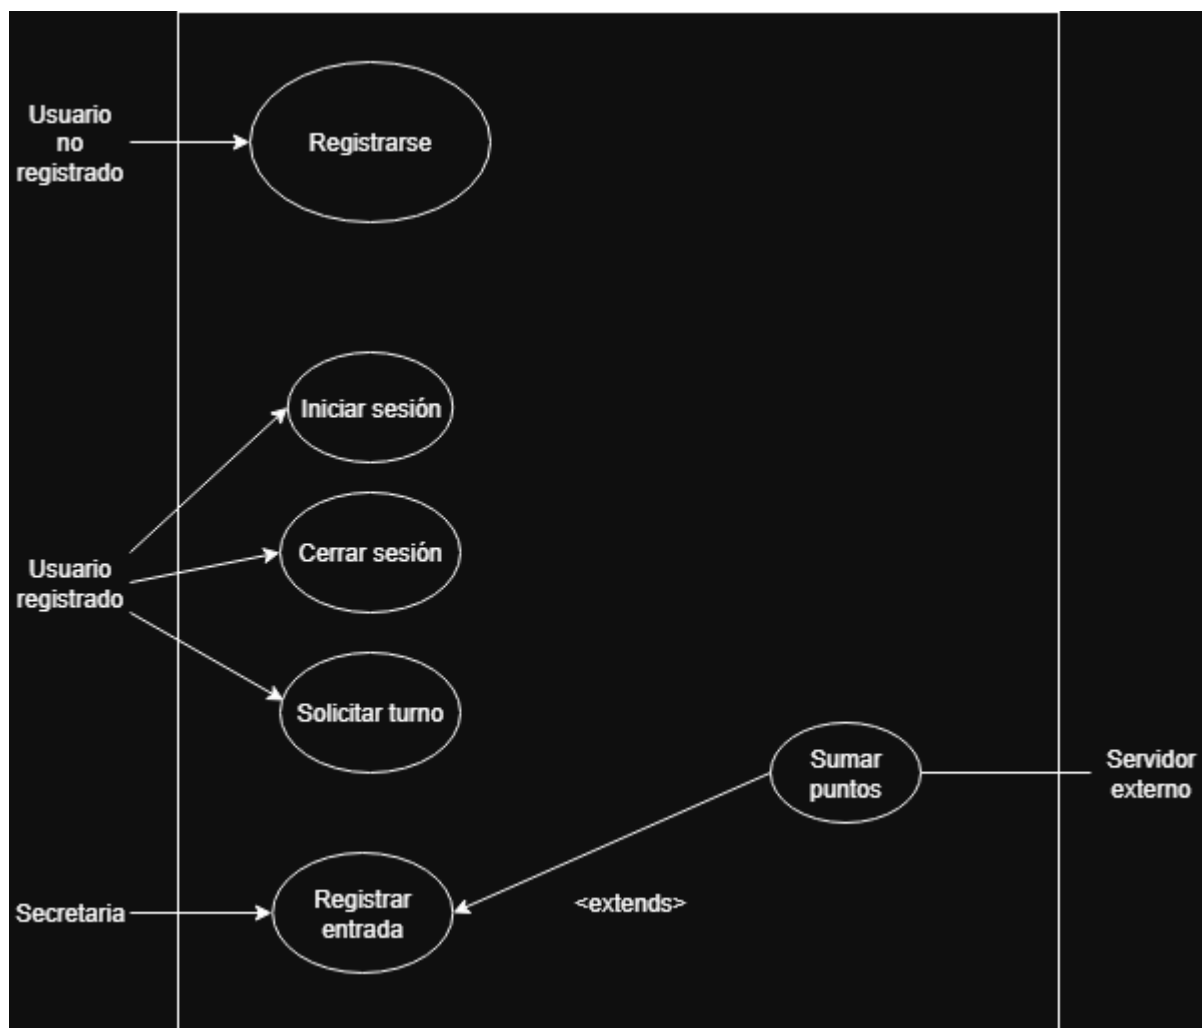 Usuario
no
registrado
Registrarse
Iniciar sesión
Cerrar sesión
Usuario
registrado
Solicitar turno
Sumar
puntos
Servidor
externo
Secretaria
Registrar
entrada
<extends>